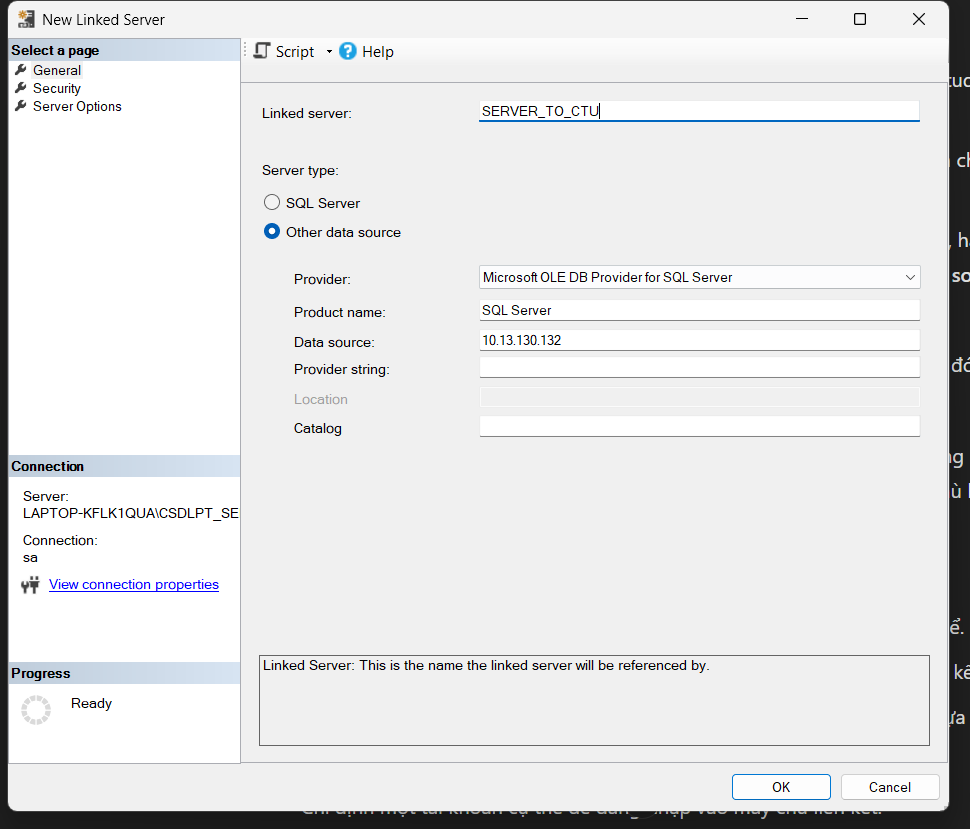 New Linked Server
Select a page
General
Security
Server Options
Script
Help
Linked server:
SERVER_TO_CTU
Server type:
SQL Server
Other data source
Provider:
Microsoft OLE DB Provider for SQL Server
Product name:
SQL Server
Data source:
10.13.130.132
Provider string:
Location
Catalog
Connection
Server:
LAPTOP-KFLK1QUA\CSDLPT_SE
Connection:
sa
View connection properties
Progress
Ready
Linked Server: This is the name the linked server will be referenced by.
OK
Cancel